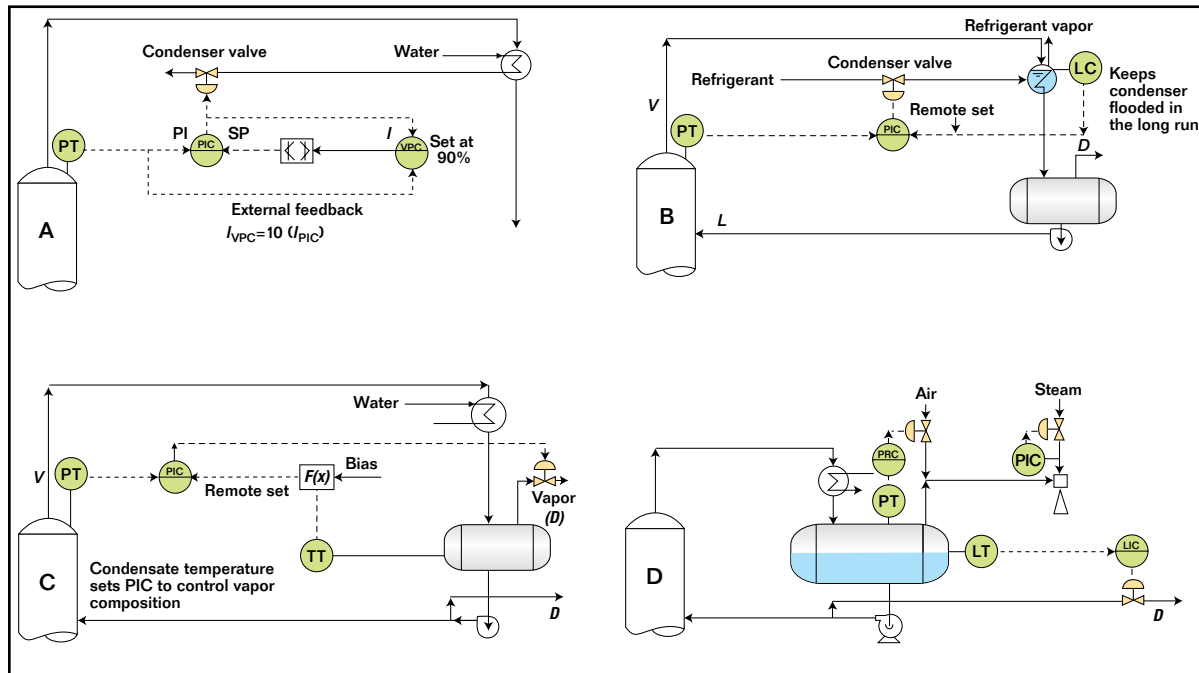 Condenser valve
Water
PT
PI
PIC
SP
I
VPC
Set at
90%
External feedback
I_VPC=10 (I_PIC)
A
Refrigerant vapor
Condenser valve
Refrigerant
LC
Keeps
condenser
flooded in
the long run
V
PT
PIC
Remote set
D
B
L
Water
V
PT
PIC
Remote set
F(x)
Bias
Vapor
(D)
TT
C
Condensate temperature
sets PIC to control vapor
composition
D
Air
Steam
PRC
PIC
PT
D
LT
LIC
D